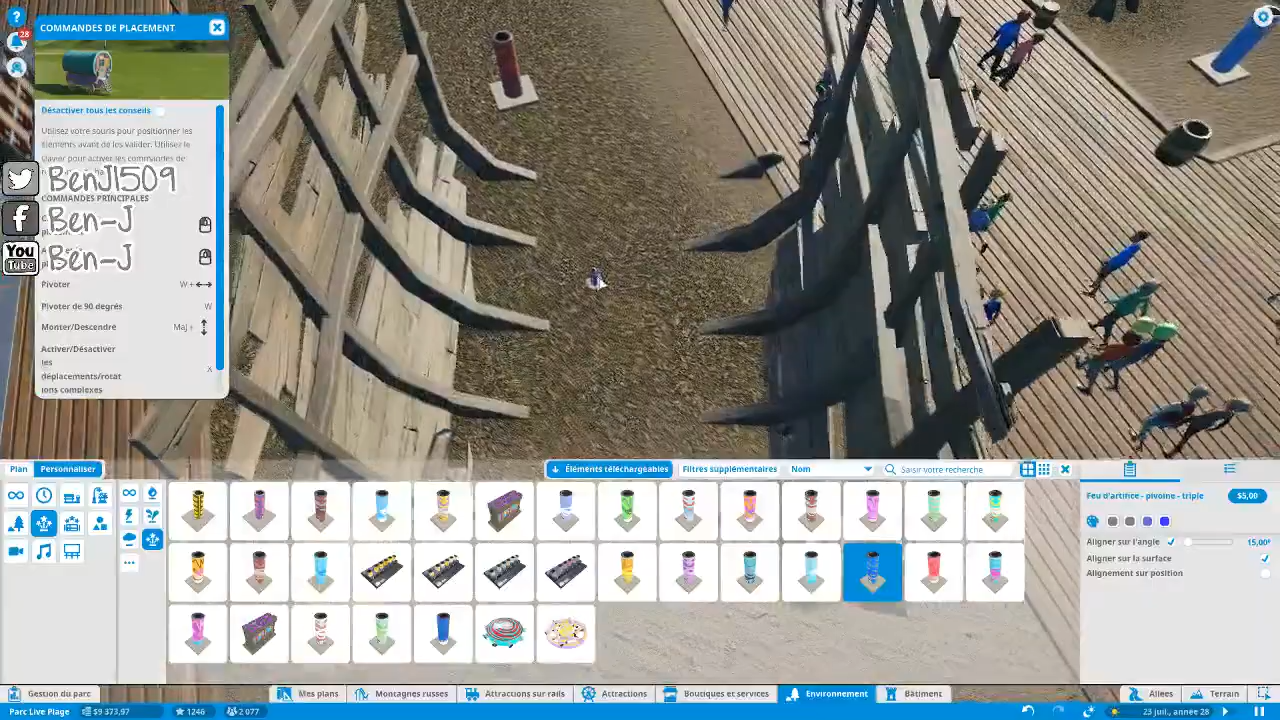 COMMANDES DE PLACEMENT
28
Désactiver tous les conseils
Utilisez votre souris pour positionner les
éléments avant de les valider. Utilisez le
clavier pour activer les commandes de
BenJ1509
COMMANDES PRINCIPALES
Ben-J
You Tube Ben-J
Pivoter W +
Pivoter de 90 degrés W
Monter/Descendre Maj +
Activer/Désactiver
les
déplacements/rotat
ions complexes
X
Plan Personnaliser Éléments téléchargeables Filtres supplémentaires Nom Saisir votre recherche
Feu d'artifice - pivoine - triple $5,00
Aligner sur l'angle 15,00°
Aligner sur la surface
Alignement sur position
Gestion du parc Mes plans Montagnes russes Attractions sur rails Attractions Boutiques et services Environnement Bâtiment Allées Terrain
Parc Live Plage $9 373,97 1246 2 077 23 juil., année 28